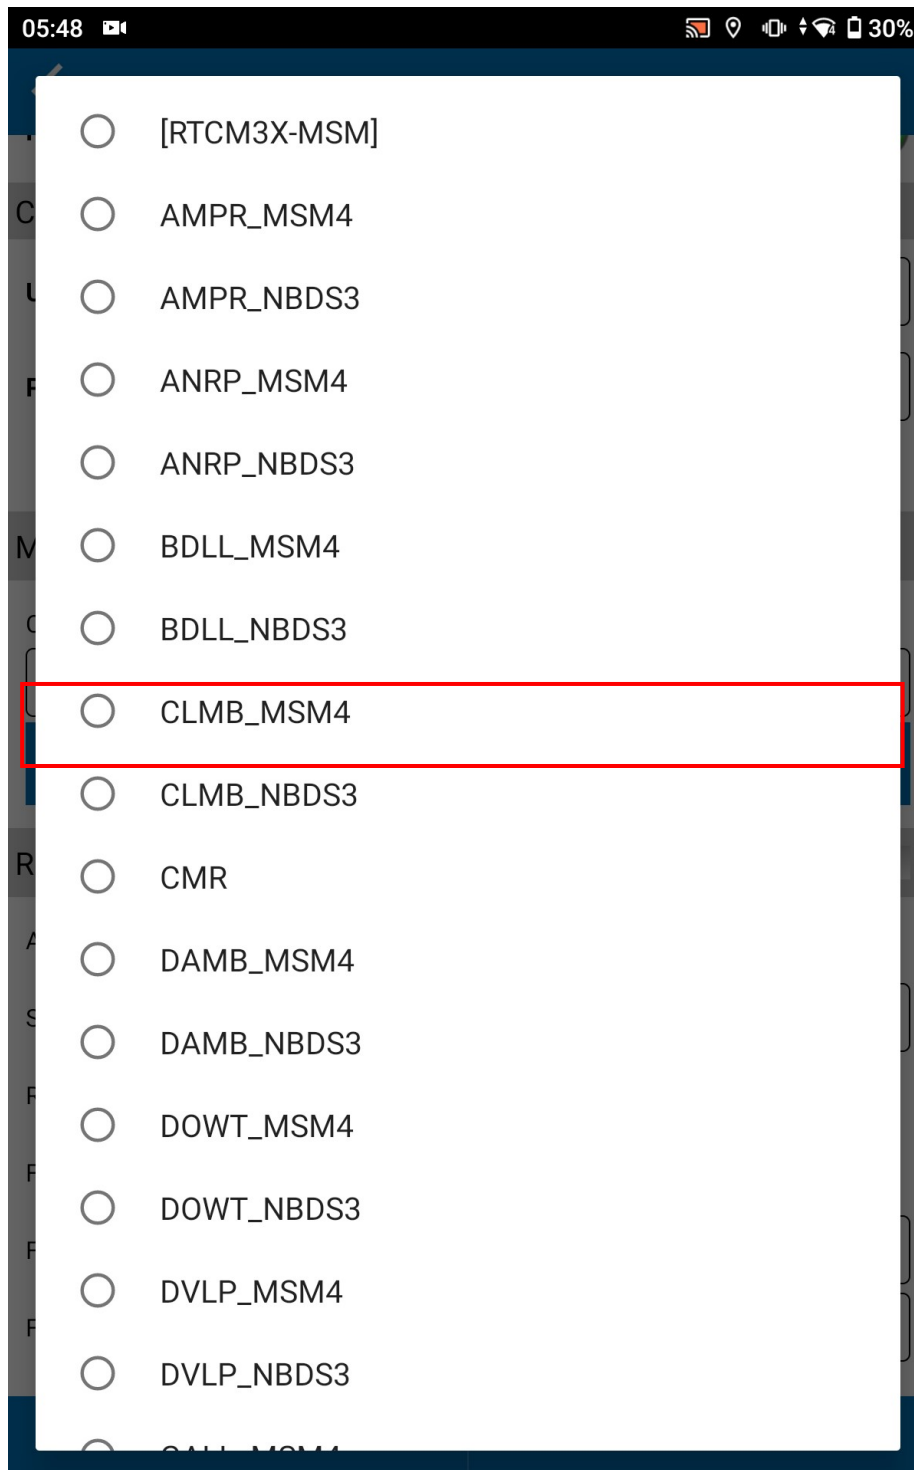 05:48
30%
[RTCM3X-MSM]
AMPR_MSM4
AMPR_NBDS3
ANRP_MSM4
ANRP_NBDS3
BDLL_MSM4
BDLL_NBDS3
CLMB_MSM4
CLMB_NBDS3
CMR
DAMB_MSM4
DAMB_NBDS3
DOWT_MSM4
DOWT_NBDS3
DVLP_MSM4
DVLP_NBDS3